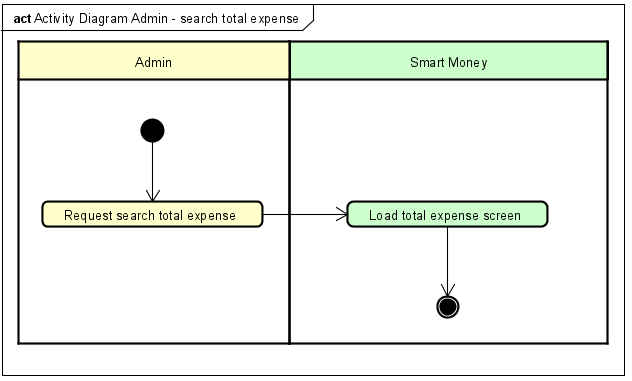 act Activity Diagram Admin - search total expense
Admin
Smart Money
Request search total expense
Load total expense screen